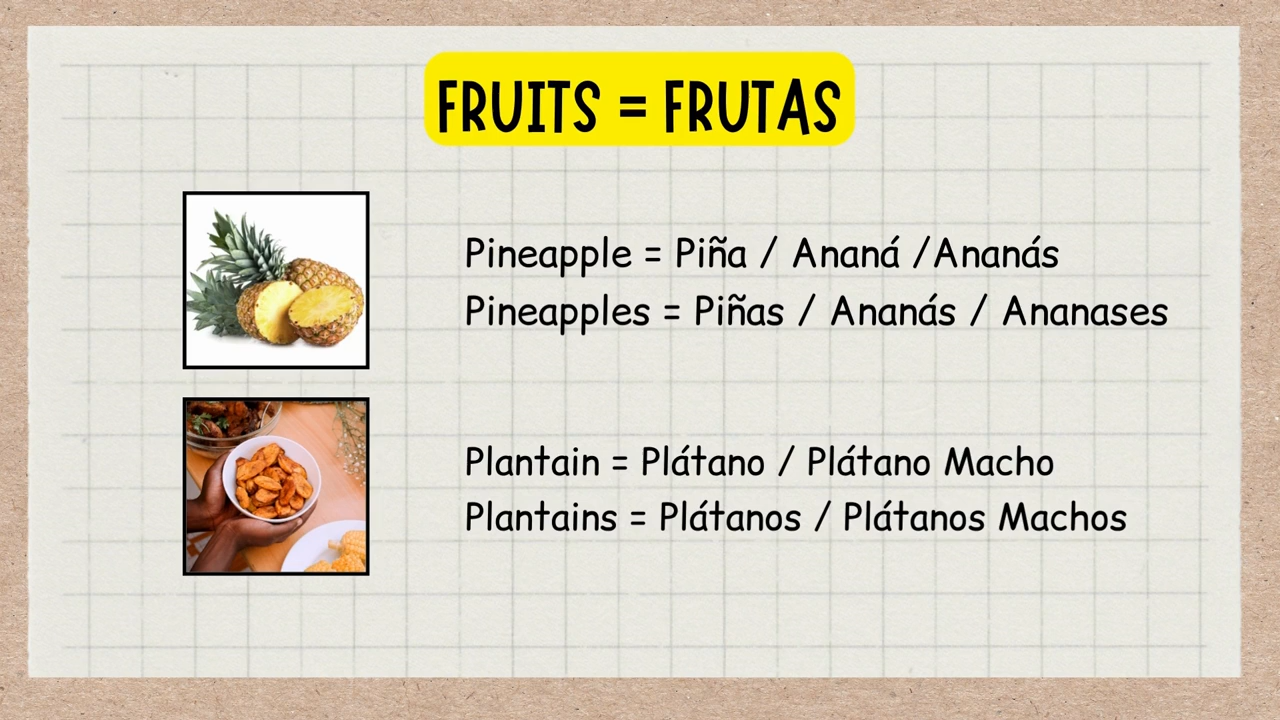 FRUITS = FRUTAS
Pineapple = Piña / Ananá /Ananás
Pineapples = Piñas / Ananás / Ananases
Plantain = Plátano / Plátano Macho
Plantains = Plátanos / Plátanos Machos